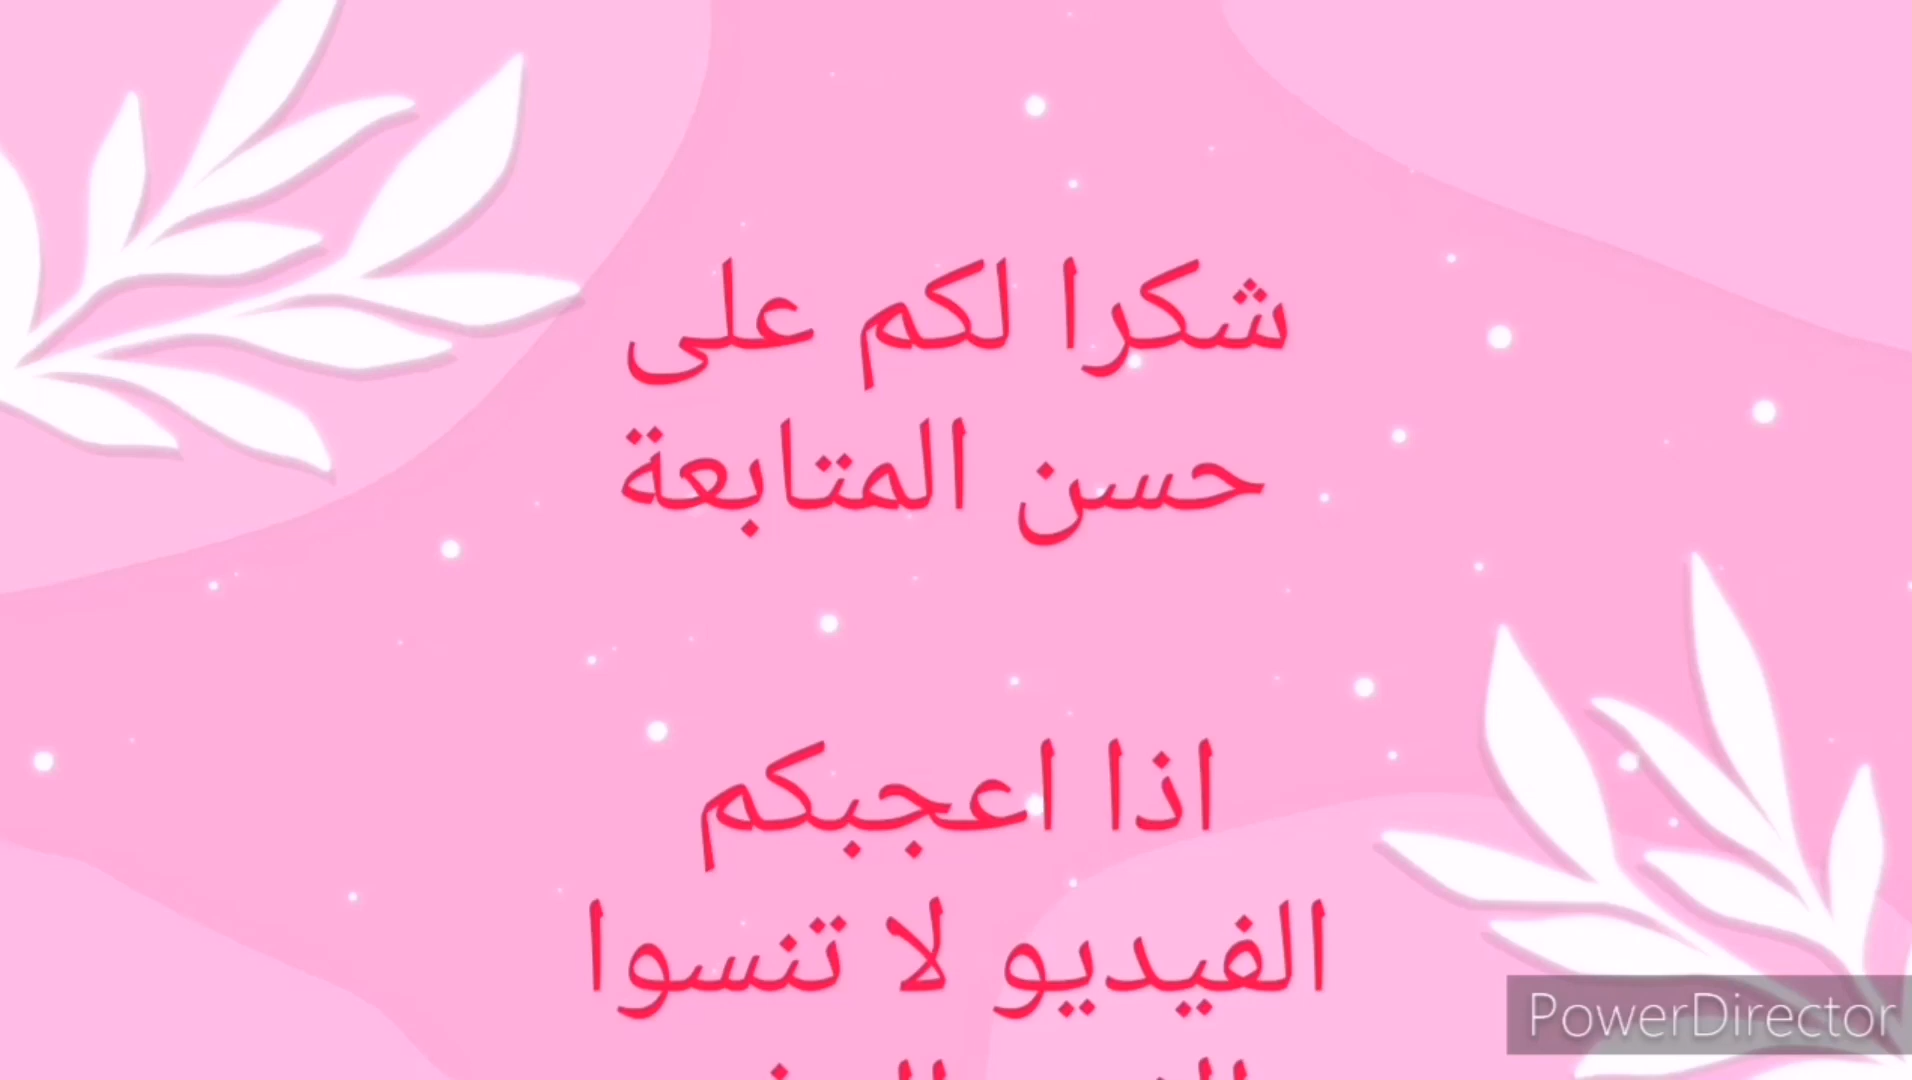 شكرا لكم على
حسن المتابعة
اذا اعجبكم
الفيديو لا تنسوا
PowerDirector